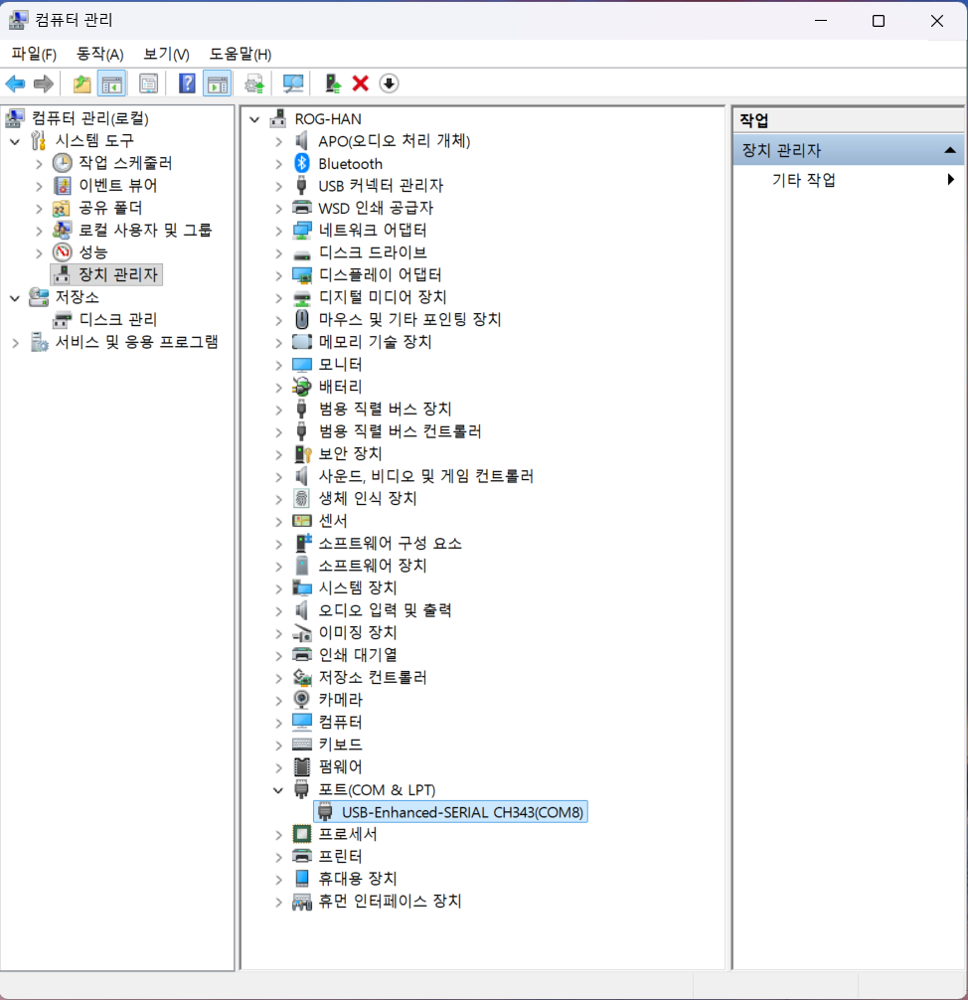 컴퓨터 관리
파일(F) 동작(A) 보기(V) 도움말(H)
컴퓨터 관리(로컬)
시스템 도구
작업 스케줄러
이벤트 뷰어
공유 폴더
로컬 사용자 및 그룹
성능
장치 관리자
저장소
디스크 관리
서비스 및 응용 프로그램
ROG-HAN
APO(오디오 처리 개체)
Bluetooth
USB 커넥터 관리자
WSD 인쇄 공급자
네트워크 어댑터
디스크 드라이브
디스플레이 어댑터
디지털 미디어 장치
마우스 및 기타 포인팅 장치
메모리 기술 장치
모니터
배터리
범용 직렬 버스 장치
범용 직렬 버스 컨트롤러
보안 장치
사운드, 비디오 및 게임 컨트롤러
생체 인식 장치
센서
소프트웨어 구성 요소
소프트웨어 장치
시스템 장치
오디오 입력 및 출력
이미징 장치
인쇄 대기열
저장소 컨트롤러
카메라
컴퓨터
키보드
펌웨어
포트(COM & LPT)
USB-Enhanced-SERIAL CH343(COM8)
프로세서
프린터
휴대용 장치
휴먼 인터페이스 장치
작업
장치 관리자
기타 작업